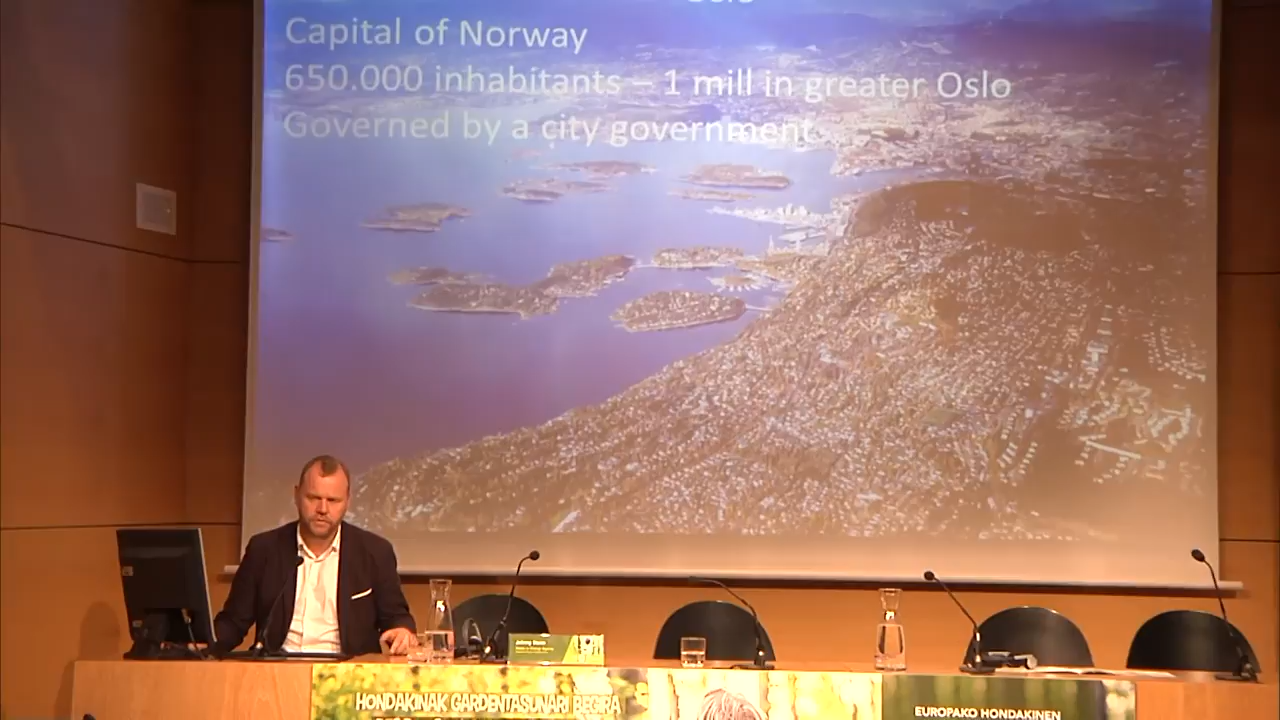 Oslo
Capital of Norway
650.000 inhabitants – 1 mill in greater Oslo
Governed by a city government
HONDAKINAK GARDENTASUNARI BEGIRA
EUROPAKO HONDAKINEN